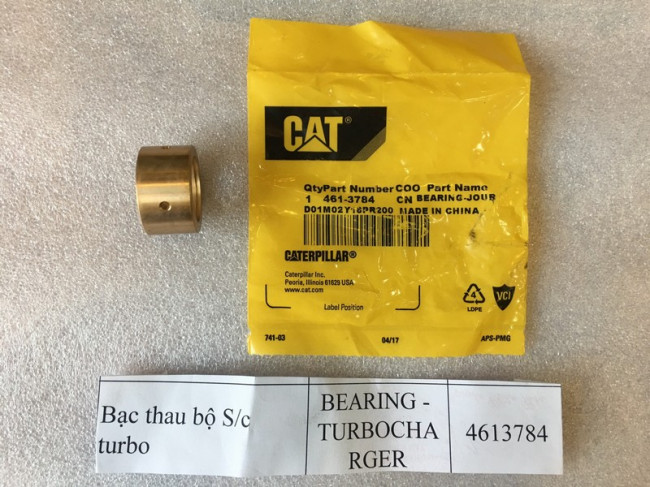 CAT
QtyPart Number COO Part Name
1 461-3784 CN BEARING-JOUR
D01M02Y16PR200 MADE IN CHINA
CATERPILLAR®
Caterpillar Inc.
Peoria, Illinois 61629 USA
www.cat.com
Label Position
4
LDPE
VCI
741-03
04/17
APS-PMG
Bạc thau bộ S/c
turbo
BEARING -
TURBOCHA
RGER
4613784